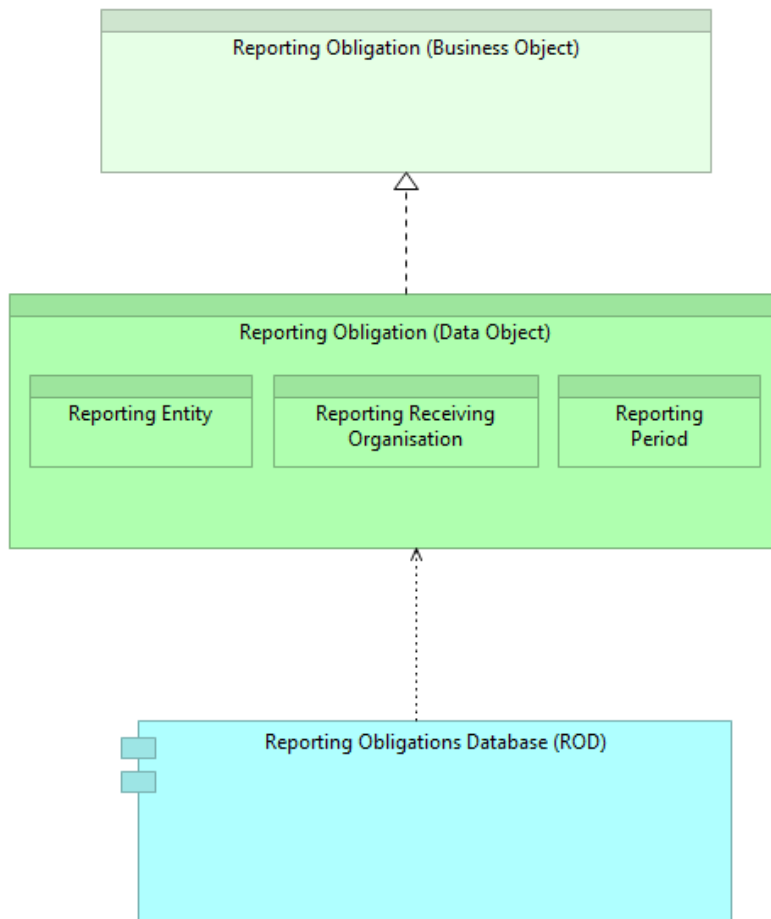 Reporting Obligation (Business Object)
Reporting Obligation (Data Object)
Reporting Entity
Reporting Receiving
Organisation
Reporting
Period
Reporting Obligations Database (ROD)